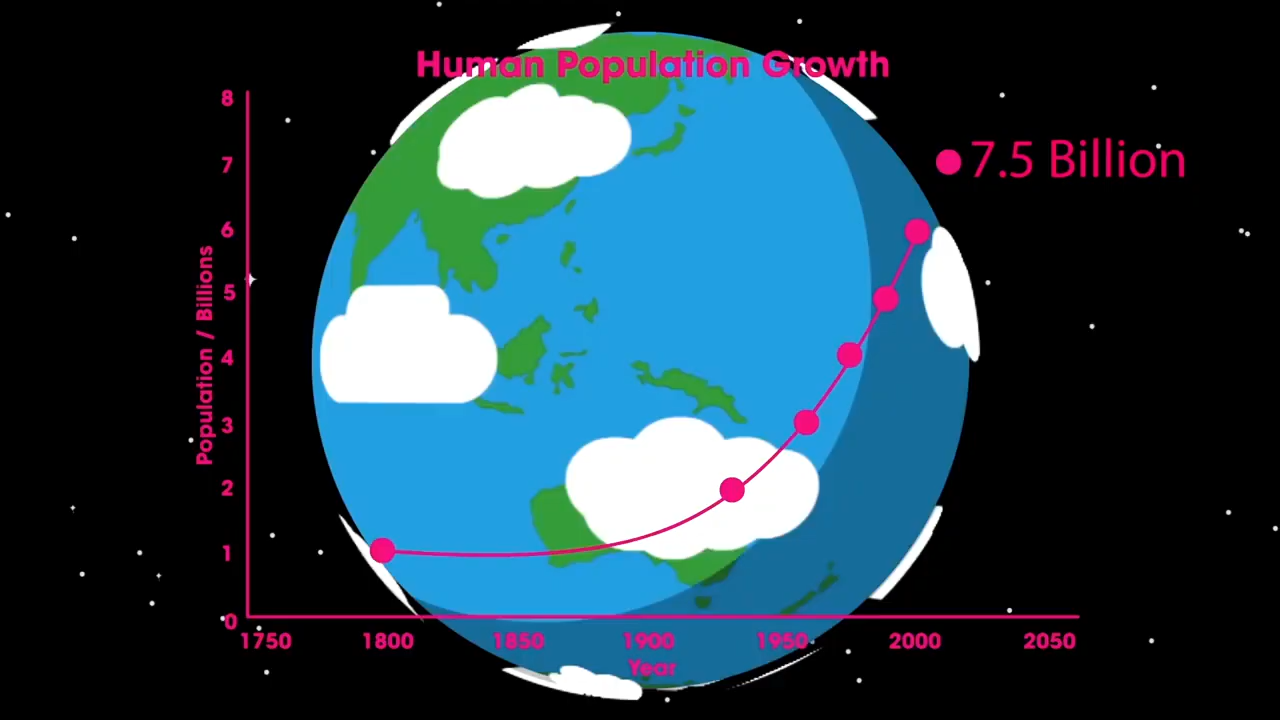 Human Population Growth
8
7
7.5 Billion
6
5
4
3
2
1
0
Population / Billions
1750 1800 1850 1900 1950 2000 2050
Year